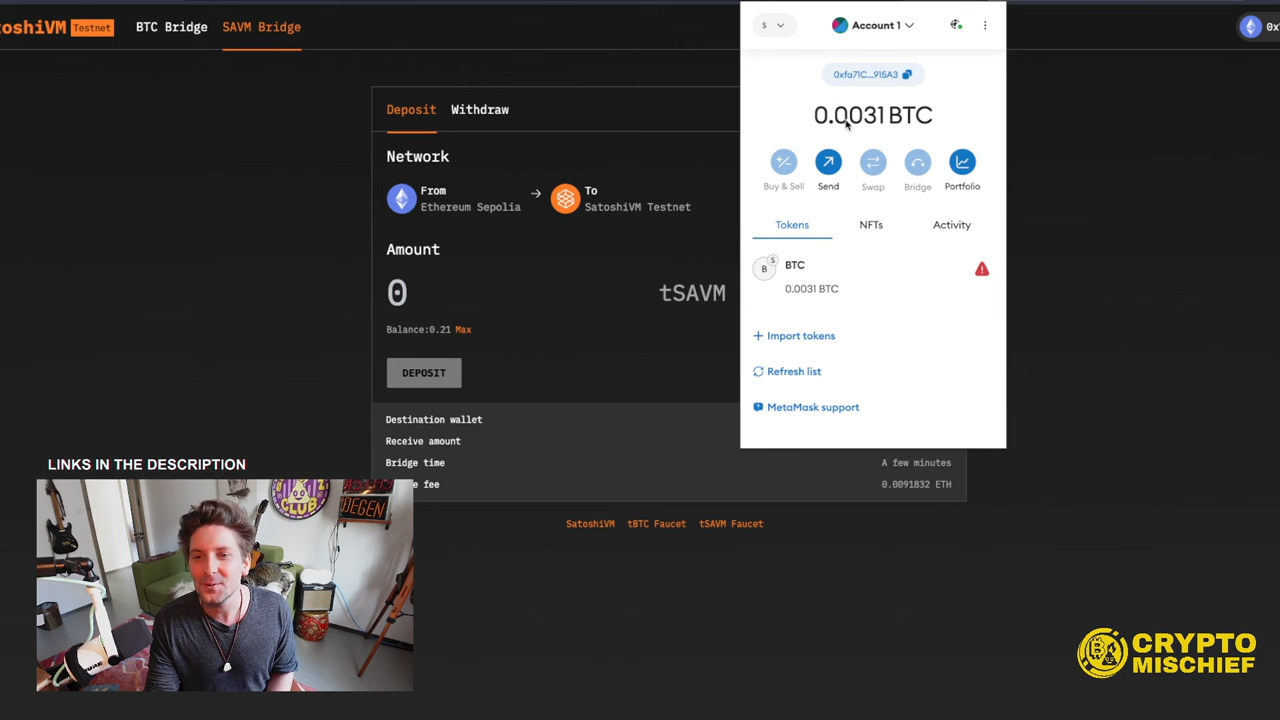 toshiVM Testnet BTC Bridge SAVM Bridge
S
Account 1
0x
0xfa71C...915A3
0.0031 BTC
Buy & Sell
Send
Swap
Bridge
Portfolio
Tokens
NFTs
Activity
B
S
BTC
0.0031 BTC
+ Import tokens
Refresh list
MetaMask support
Deposit
Withdraw
Network
From
Ethereum Sepolia
→
To
SatoshiVM Testnet
Amount
0
tSAVM
Balance:0.21 Max
DEPOSIT
Destination wallet
Receive amount
Bridge time
A few minutes
e fee
0.0091832 ETH
SatoshiVM tBTC Faucet tSAVM Faucet
LINKS IN THE DESCRIPTION
CLUB
DEGEN
CRYPTO
MISCHIEF